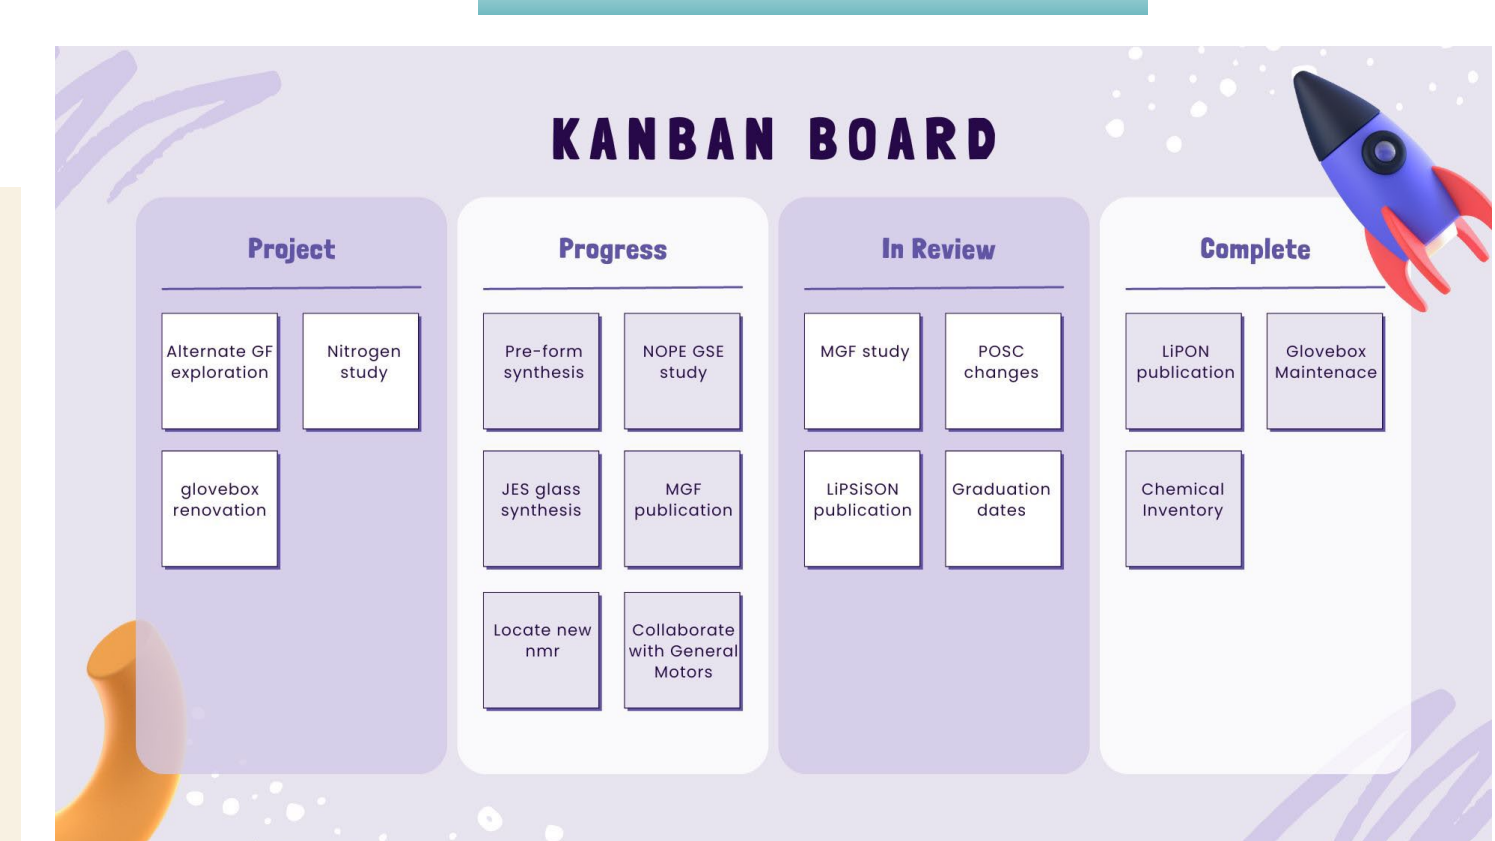 KANBAN BOARD
Project
Alternate GF
exploration
Nitrogen
study
glovebox
renovation
Progress
Pre-form
synthesis
NOPE GSE
study
JES glass
synthesis
MGF
publication
Locate new
nmr
Collaborate
with General
Motors
In Review
MGF study
POSC
changes
LiPSiSON
publication
Graduation
dates
Complete
LiPON
publication
Glovebox
Maintenace
Chemical
Inventory